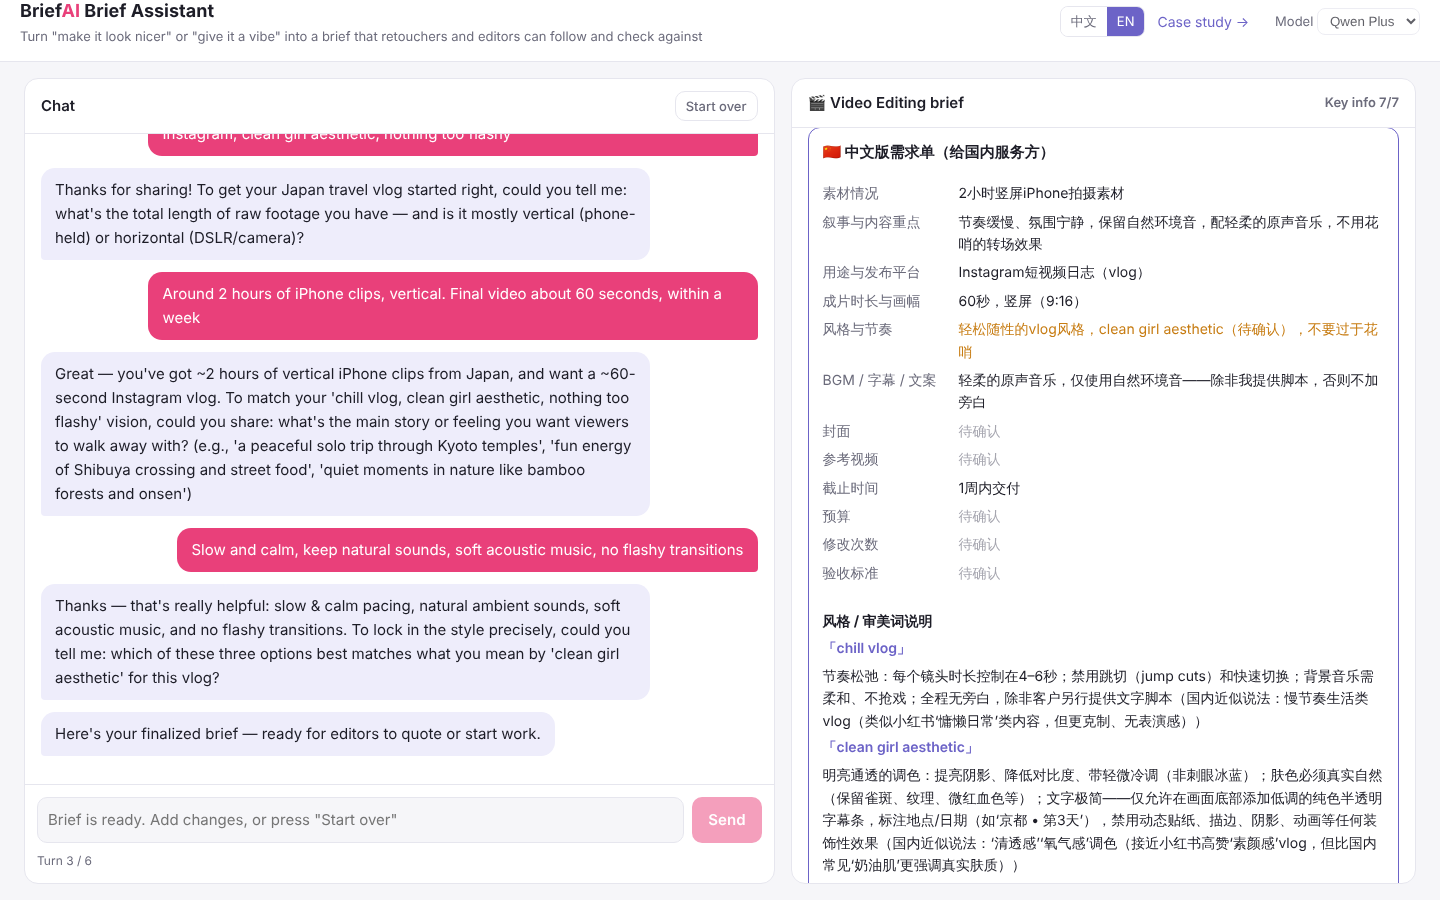 BriefAI Brief Assistant
Turn "make it look nicer" or "give it a vibe" into a brief that retouchers and editors can follow and check against
中文
EN
Case study →
Model
Qwen Plus
Chat
Start over
Instagram, clean girl aesthetic, nothing too flashy
Thanks for sharing! To get your Japan travel vlog started right, could you tell me:
what's the total length of raw footage you have — and is it mostly vertical (phone-
held) or horizontal (DSLR/camera)?
Around 2 hours of iPhone clips, vertical. Final video about 60 seconds, within a
week
Great — you've got ~2 hours of vertical iPhone clips from Japan, and want a ~60-
second Instagram vlog. To match your 'chill vlog, clean girl aesthetic, nothing too
flashy' vision, could you share: what's the main story or feeling you want viewers
to walk away with? (e.g., 'a peaceful solo trip through Kyoto temples', 'fun energy
of Shibuya crossing and street food', 'quiet moments in nature like bamboo
forests and onsen')
Slow and calm, keep natural sounds, soft acoustic music, no flashy transitions
Thanks — that's really helpful: slow & calm pacing, natural ambient sounds, soft
acoustic music, and no flashy transitions. To lock in the style precisely, could you
tell me: which of these three options best matches what you mean by 'clean girl
aesthetic' for this vlog?
Here's your finalized brief — ready for editors to quote or start work.
Brief is ready. Add changes, or press "Start over"
Send
Turn 3 / 6
🎬 Video Editing brief
Key info 7/7
🇨🇳 中文版需求单（给国内服务方）
素材情况 2小时竖屏iPhone拍摄素材
叙事与内容重点 节奏缓慢、氛围宁静，保留自然环境音，配轻柔的原声音乐，不用花
哨的转场效果
用途与发布平台 Instagram短视频日志（vlog）
成片时长与画幅 60秒，竖屏（9:16）
风格与节奏 轻松随性的vlog风格，clean girl aesthetic（待确认），不要过于花
哨
BGM / 字幕 / 文案 轻柔的原声音乐，仅使用自然环境音——除非我提供脚本，否则不加
旁白
封面 待确认
参考视频 待确认
截止时间 1周内交付
预算 待确认
修改次数 待确认
验收标准 待确认
风格 / 审美词说明
「chill vlog」
节奏松弛：每个镜头时长控制在4–6秒；禁用跳切（jump cuts）和快速切换；背景音乐需
柔和、不抢戏；全程无旁白，除非客户另行提供文字脚本（国内近似说法：慢节奏生活类
vlog（类似小红书‘慵懒日常’类内容，但更克制、无表演感））
「clean girl aesthetic」
明亮通透的调色：提亮阴影、降低对比度、带轻微冷调（非刺眼冰蓝）；肤色必须真实自然
（保留雀斑、纹理、微红血色等）；文字极简——仅允许在画面底部添加低调的纯色半透明
字幕条，标注地点/日期（如‘京都 • 第3天’），禁用动态贴纸、描边、阴影、动画等任何装
饰性效果（国内近似说法：‘清透感’‘氧气感’调色（接近小红书高赞‘素颜感’vlog，但比国内
常见‘奶油肌’更强调真实肤质））